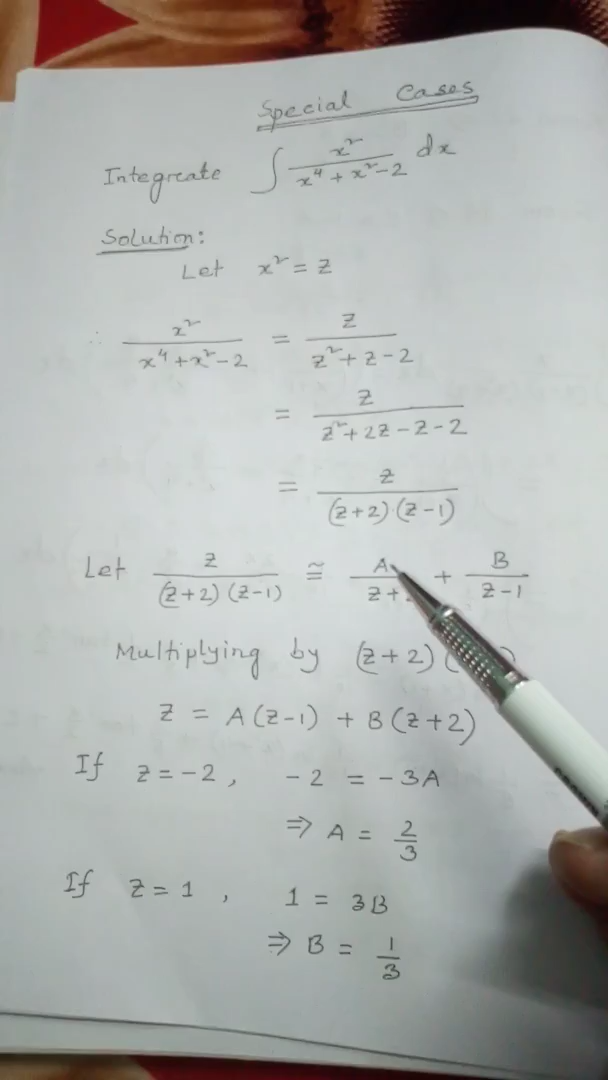 Special Cases
Integrate ∫ x²/(x⁴ + x² - 2) dx
Solution:
Let x² = z
∴ x²/(x⁴ + x² - 2) = z/(z² + z - 2)
= z/(z² + 2z - z - 2)
= z/((z+2)(z-1))
Let z/((z+2)(z-1)) ≅ A/(z+ + B/(z-1)
Multiplying by (z+2)(
z = A(z-1) + B(z+2)
If z = -2, -2 = -3A
⇒ A = 2/3
If z = 1, 1 = 3B
⇒ B = 1/3